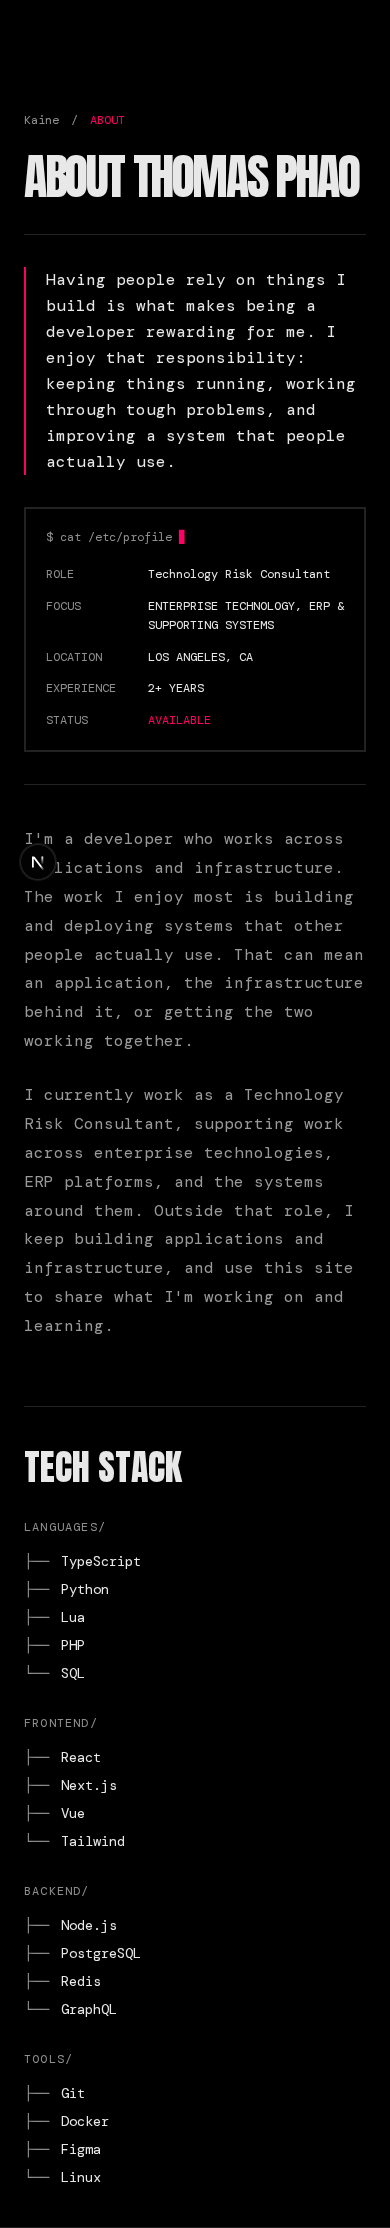 Kaine / ABOUT
ABOUT THOMAS PHAO
Having people rely on things I
build is what makes being a
developer rewarding for me. I
enjoy that responsibility:
keeping things running, working
through tough problems, and
improving a system that people
actually use.
$ cat /etc/profile
ROLE Technology Risk Consultant
FOCUS ENTERPRISE TECHNOLOGY, ERP &
SUPPORTING SYSTEMS
LOCATION LOS ANGELES, CA
EXPERIENCE 2+ YEARS
STATUS AVAILABLE
I'm a developer who works across
N lications and infrastructure.
The work I enjoy most is building
and deploying systems that other
people actually use. That can mean
an application, the infrastructure
behind it, or getting the two
working together.
I currently work as a Technology
Risk Consultant, supporting work
across enterprise technologies,
ERP platforms, and the systems
around them. Outside that role, I
keep building applications and
infrastructure, and use this site
to share what I'm working on and
learning.
TECH STACK
LANGUAGES/
├── TypeScript
├── Python
├── Lua
├── PHP
└── SQL
FRONTEND/
├── React
├── Next.js
├── Vue
└── Tailwind
BACKEND/
├── Node.js
├── PostgreSQL
├── Redis
└── GraphQL
TOOLS/
├── Git
├── Docker
├── Figma
└── Linux